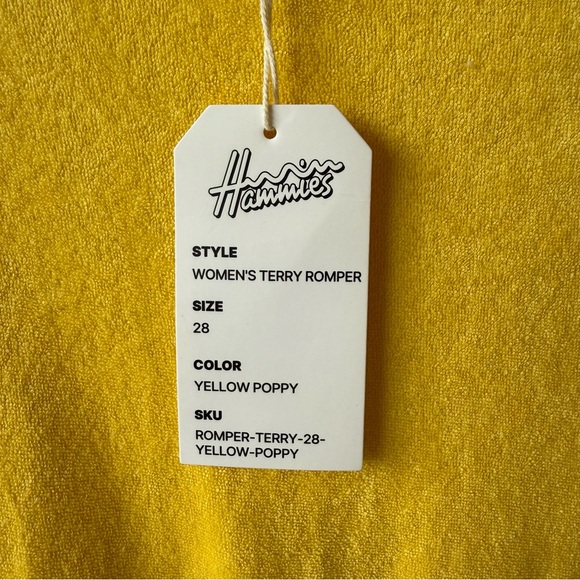 Hammies
STYLE
WOMEN'S TERRY ROMPER
SIZE
28
COLOR
YELLOW POPPY
SKU
ROMPER-TERRY-28-
YELLOW-POPPY